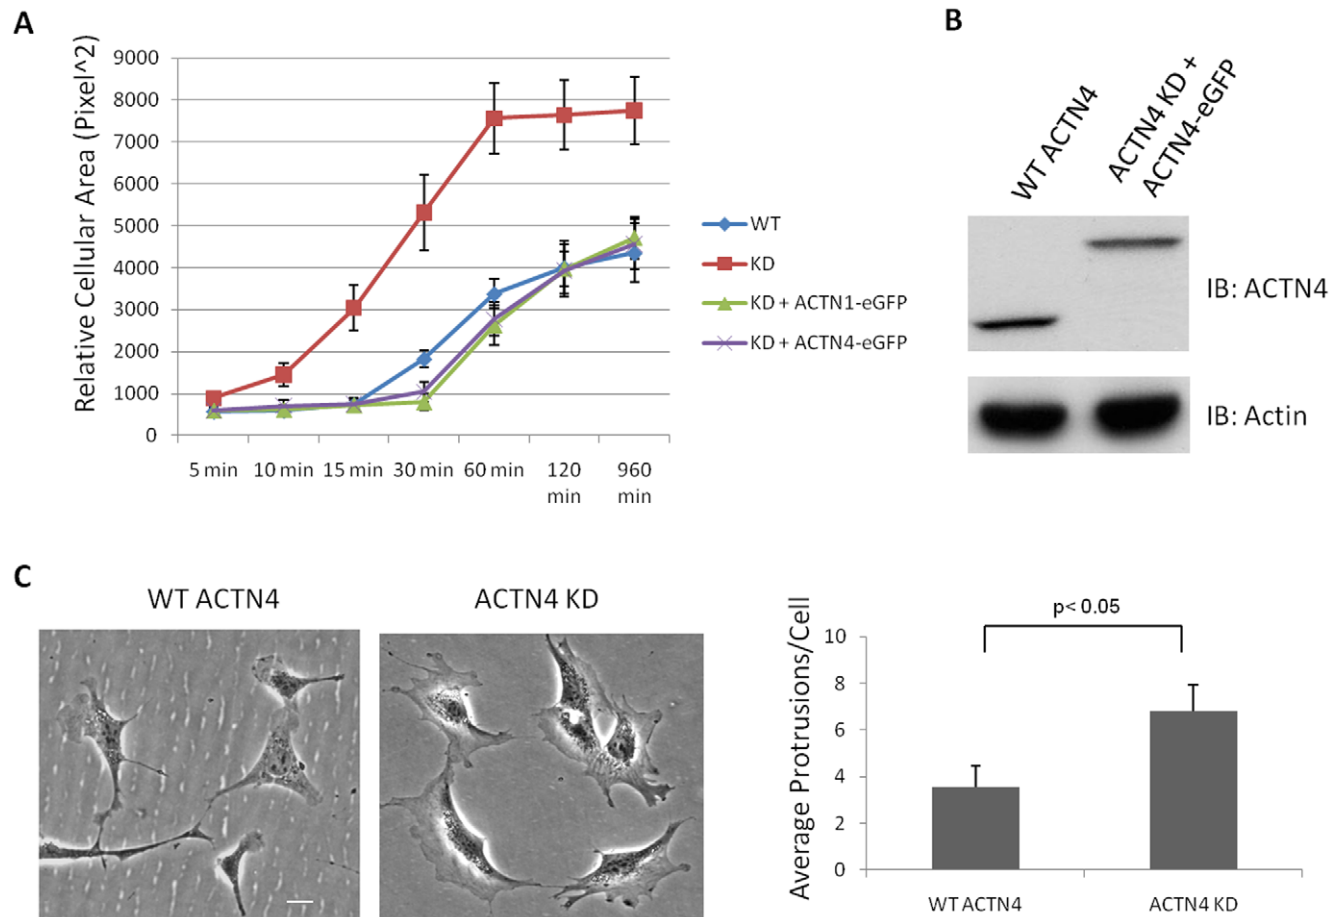 A
Relative Cellular Area (Pixel^2)
9000
8000
7000
6000
5000
4000
3000
2000
1000
0
5 min 10 min 15 min 30 min 60 min 120 min 960 min
WT
KD
KD + ACTN1-eGFP
KD + ACTN4-eGFP
B
WT ACTN4
ACTN4 KD +
ACTN4-eGFP
IB: ACTN4
IB: Actin
C
WT ACTN4
ACTN4 KD
Average Protrusions/Cell
p< 0.05
10
8
6
4
2
0
WT ACTN4
ACTN4 KD